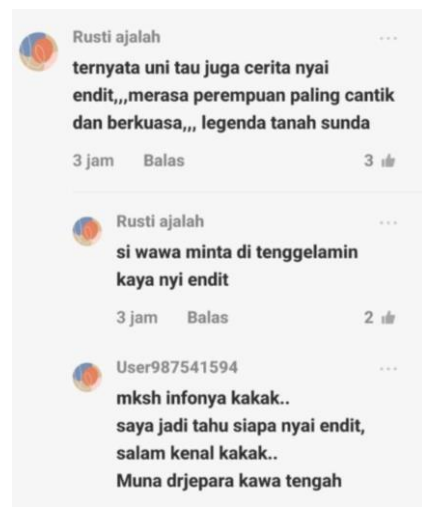 Rusti ajalah
ternyata uni tau juga cerita nyai
endit,,,merasa perempuan paling cantik
dan berkuasa,,, legenda tanah sunda
3 jam Balas 3
Rusti ajalah
si wawa minta di tenggelamin
kaya nyi endit
3 jam Balas 2
User987541594
mksh infonya kakak..
saya jadi tahu siapa nyai endit,
salam kenal kakak..
Muna drjepara kawa tengah